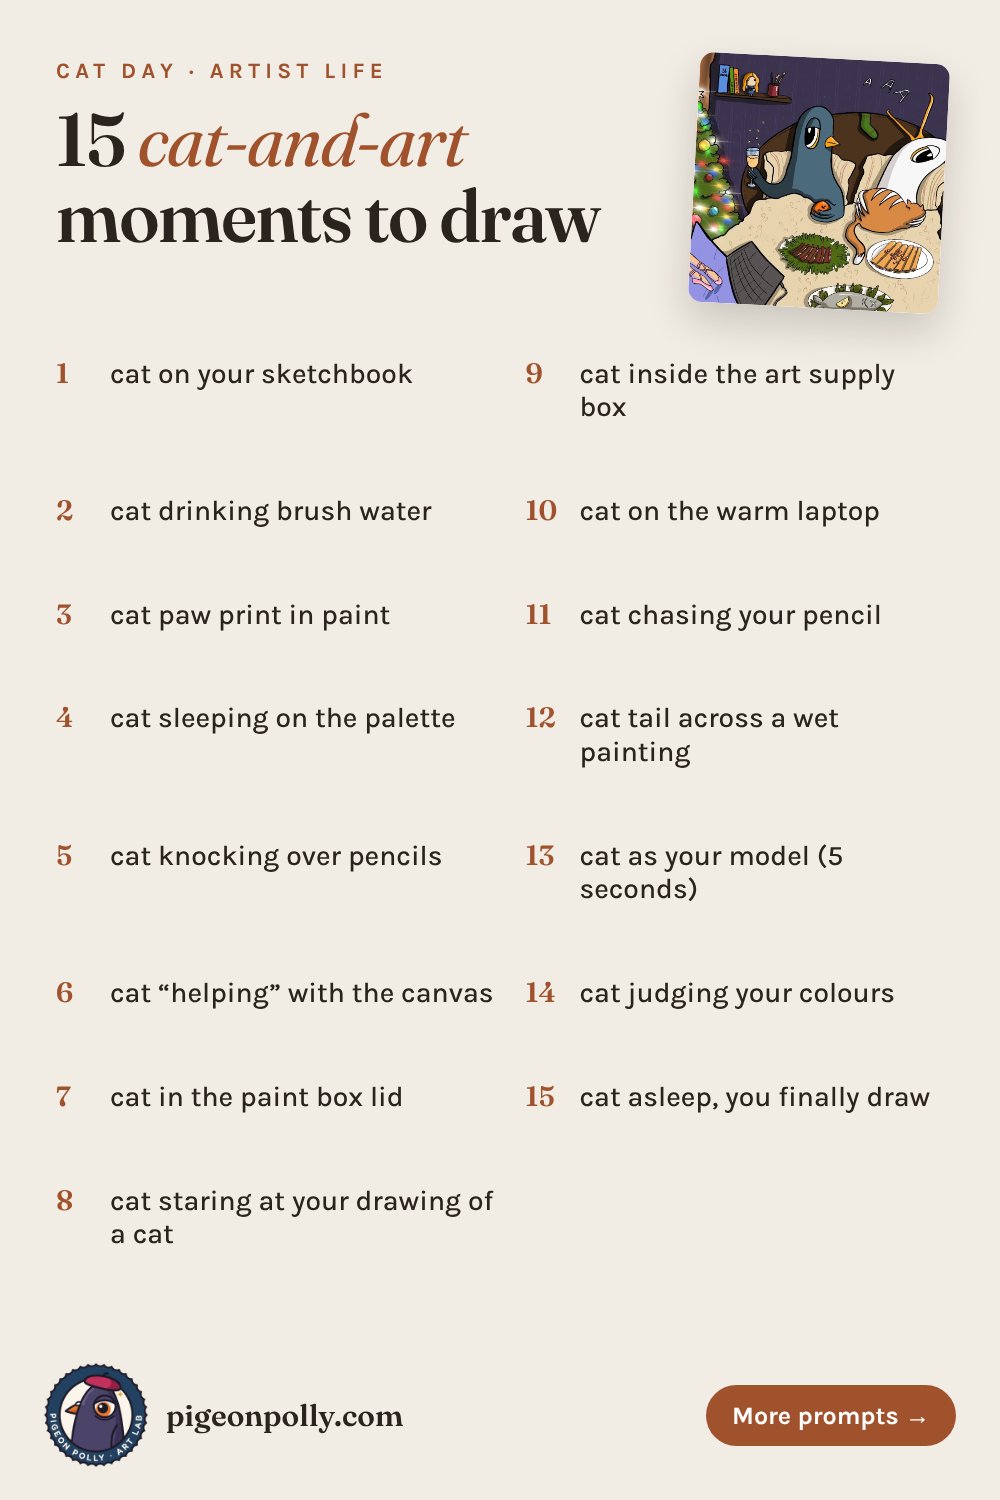 CAT DAY · ARTIST LIFE
15 cat-and-art
moments to draw
1 cat on your sketchbook
2 cat drinking brush water
3 cat paw print in paint
4 cat sleeping on the palette
5 cat knocking over pencils
6 cat “helping” with the canvas
7 cat in the paint box lid
8 cat staring at your drawing of
a cat
9 cat inside the art supply
box
10 cat on the warm laptop
11 cat chasing your pencil
12 cat tail across a wet
painting
13 cat as your model (5
seconds)
14 cat judging your colours
15 cat asleep, you finally draw
PIGEON POLLY · ART LAB
pigeonpolly.com
More prompts →